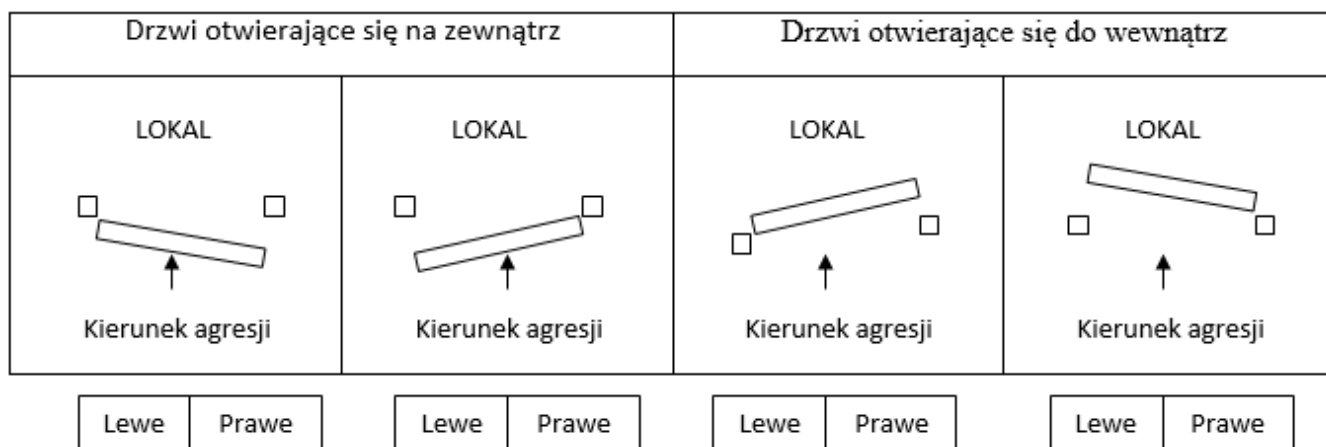 Drzwi otwierające się na zewnątrz
Drzwi otwierające się do wewnątrz
LOKAL
LOKAL
LOKAL
LOKAL
Kierunek agresji
Kierunek agresji
Kierunek agresji
Kierunek agresji
Lewe Prawe
Lewe Prawe
Lewe Prawe
Lewe Prawe